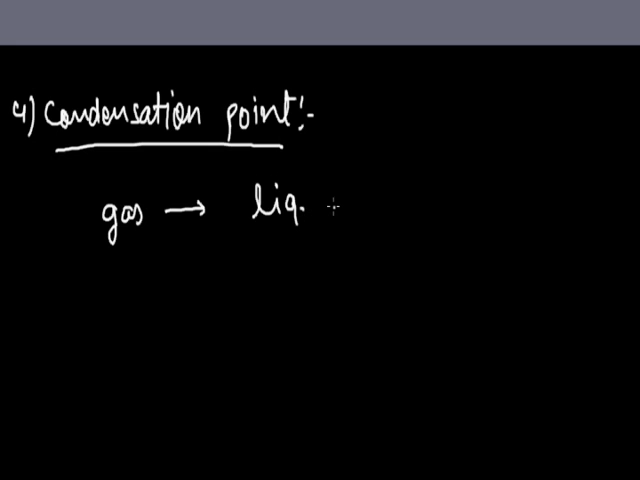 4) Condensation point:-
gas → liq.